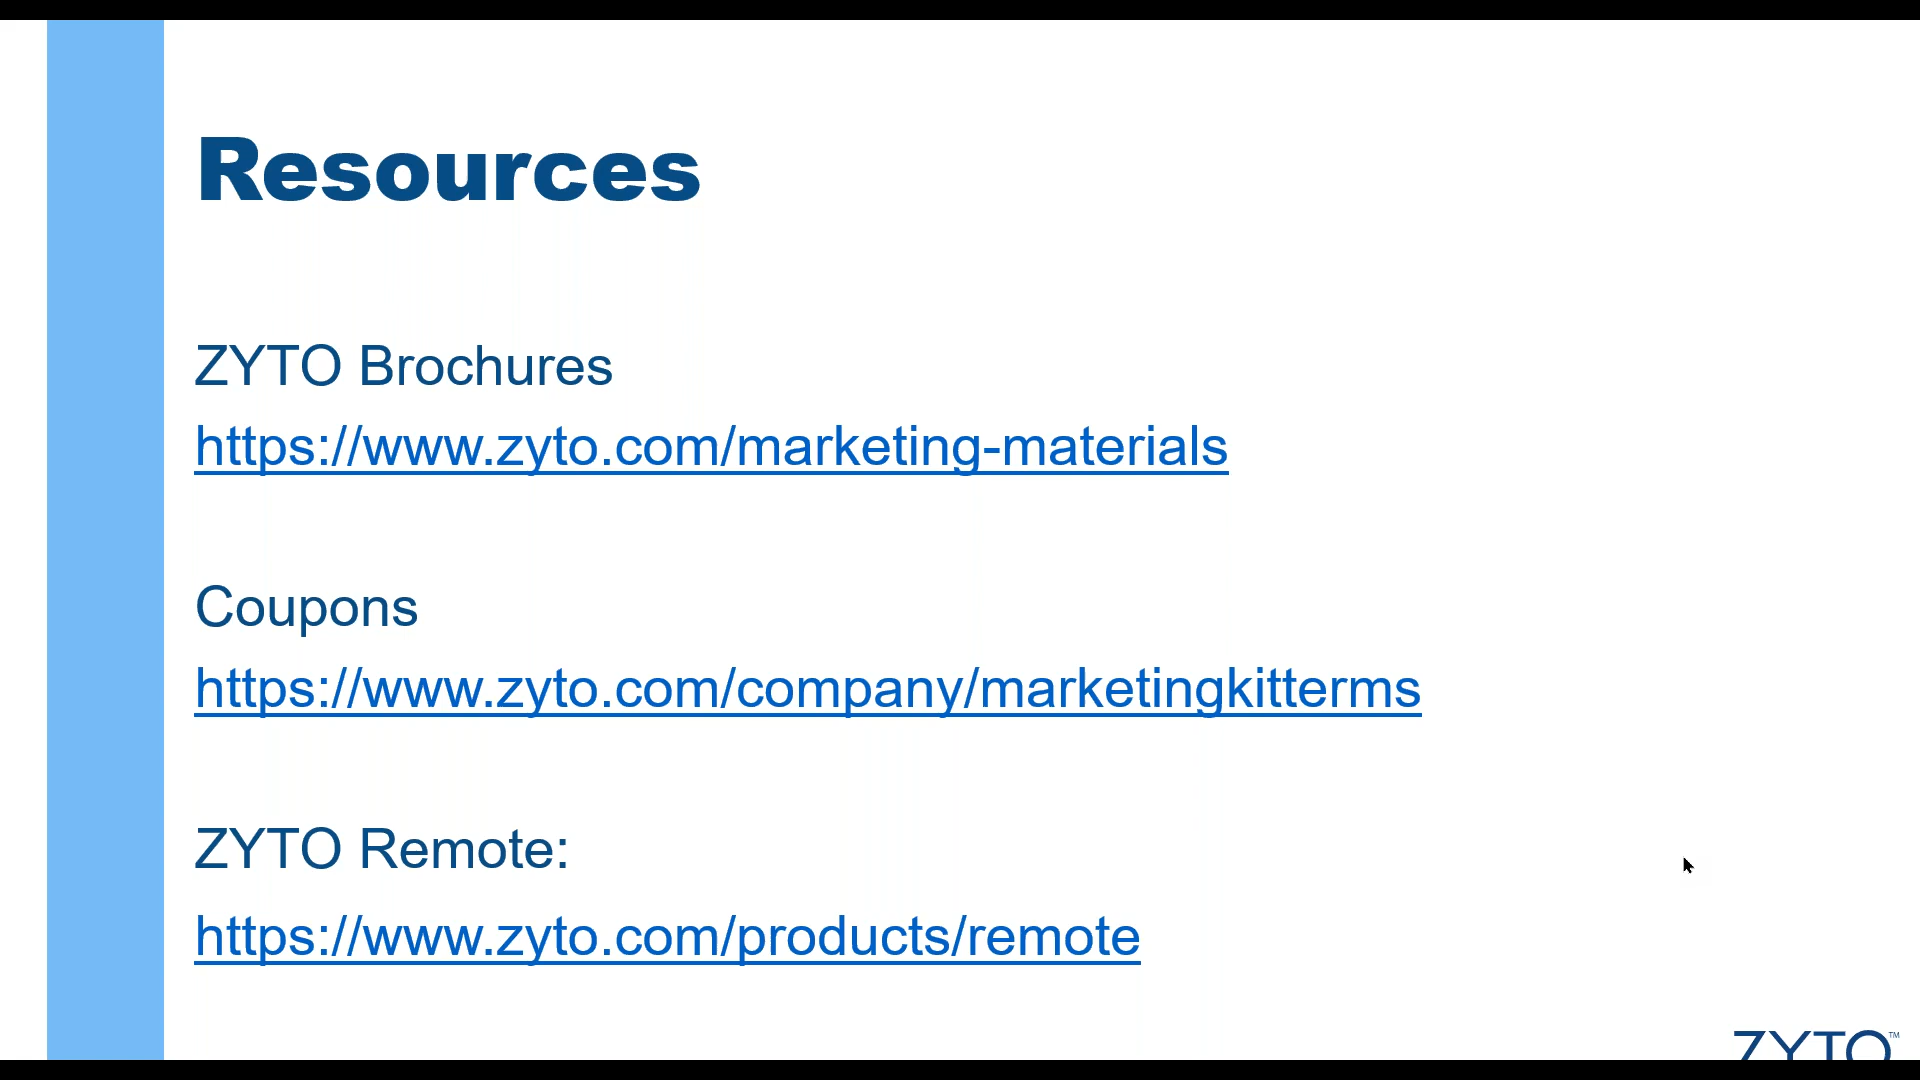 Resources
ZYTO Brochures
https://www.zyto.com/marketing-materials
Coupons
https://www.zyto.com/company/marketingkitterms
ZYTO Remote:
https://www.zyto.com/products/remote
ZYTO™